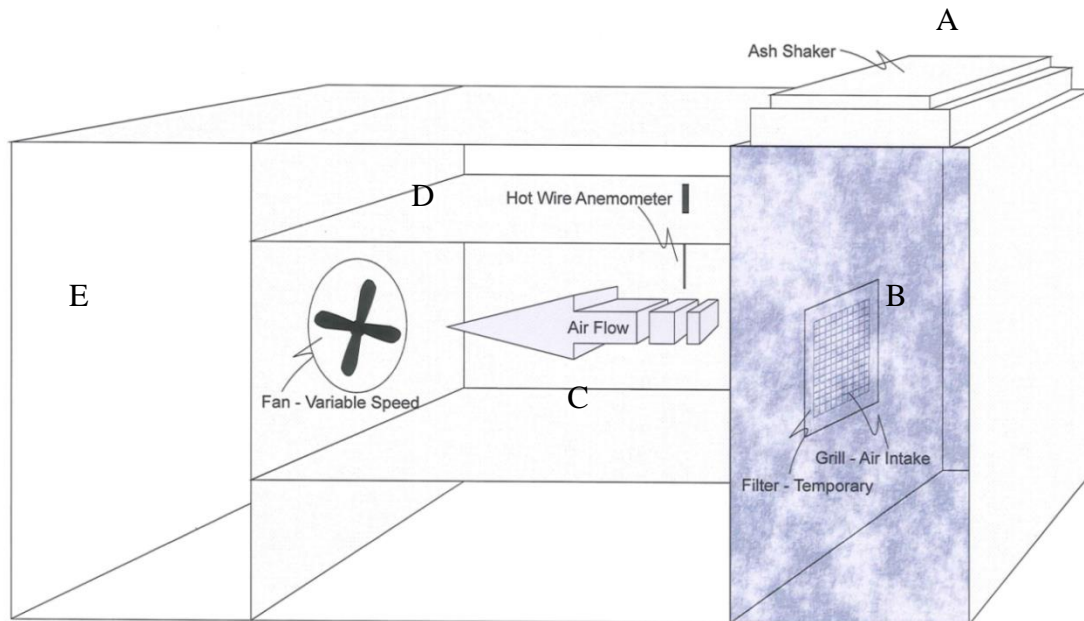 A
Ash Shaker
D
Hot Wire Anemometer
E
B
Air Flow
Fan - Variable Speed
C
Grill - Air Intake
Filter - Temporary